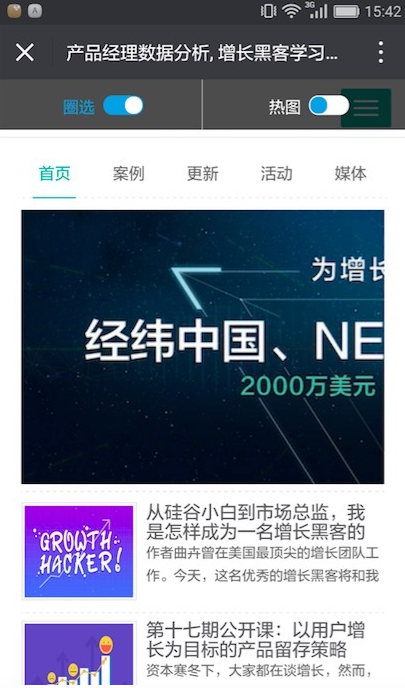 3G
15:42
产品经理数据分析, 增长黑客学习...
圈选
热图
首页 案例 更新 活动 媒体
为增长
经纬中国、NE
2000万美元
从硅谷小白到市场总监，我
是怎样成为一名增长黑客的
作者曲卉曾在美国最顶尖的增长团队工
作。今天，这名优秀的增长黑客将和我
GROWTH
HACKER!
第十七期公开课：以用户增
长为目标的产品留存策略
资本寒冬下，大家都在谈增长，然而，